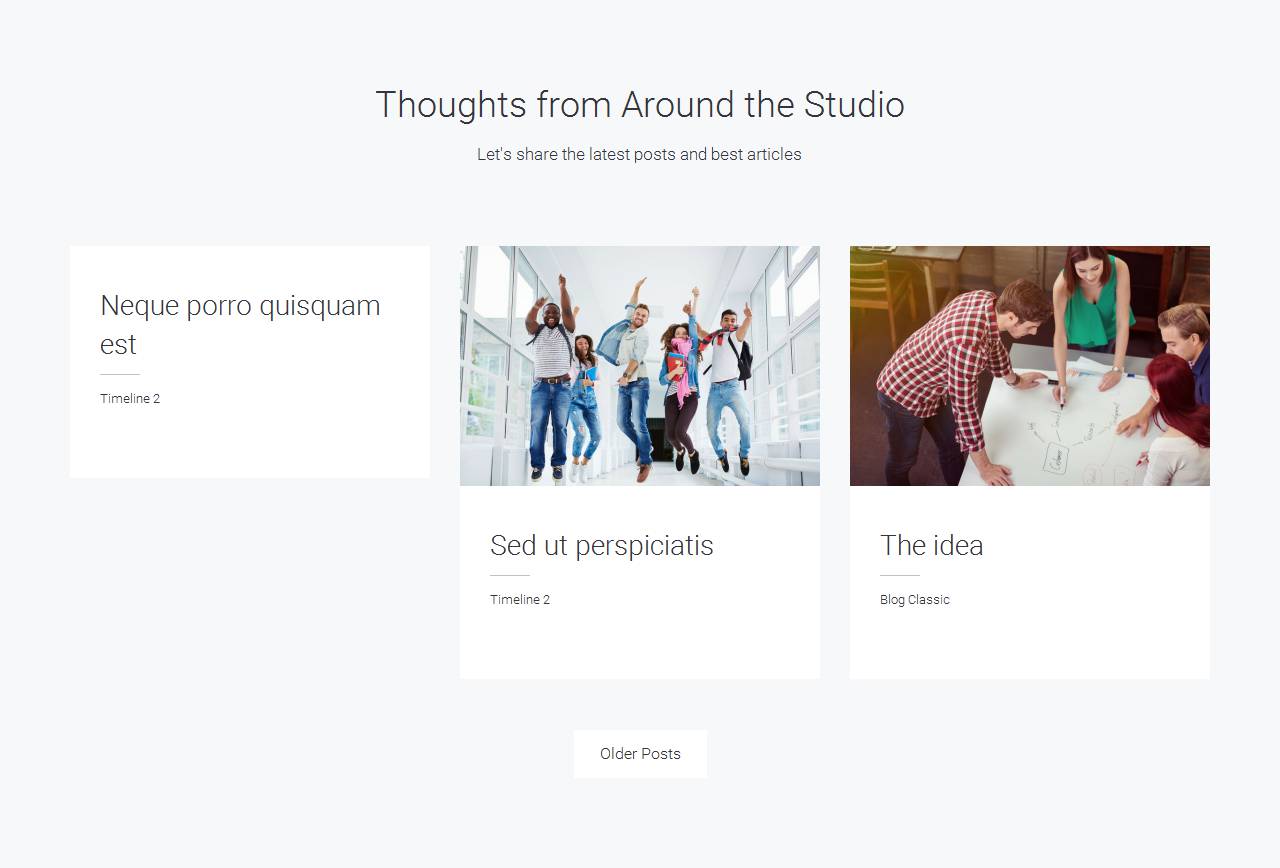 Thoughts from Around the Studio
Let's share the latest posts and best articles
Neque porro quisquam
est
Timeline 2
Sed ut perspiciatis
Timeline 2
The idea
Blog Classic
Older Posts